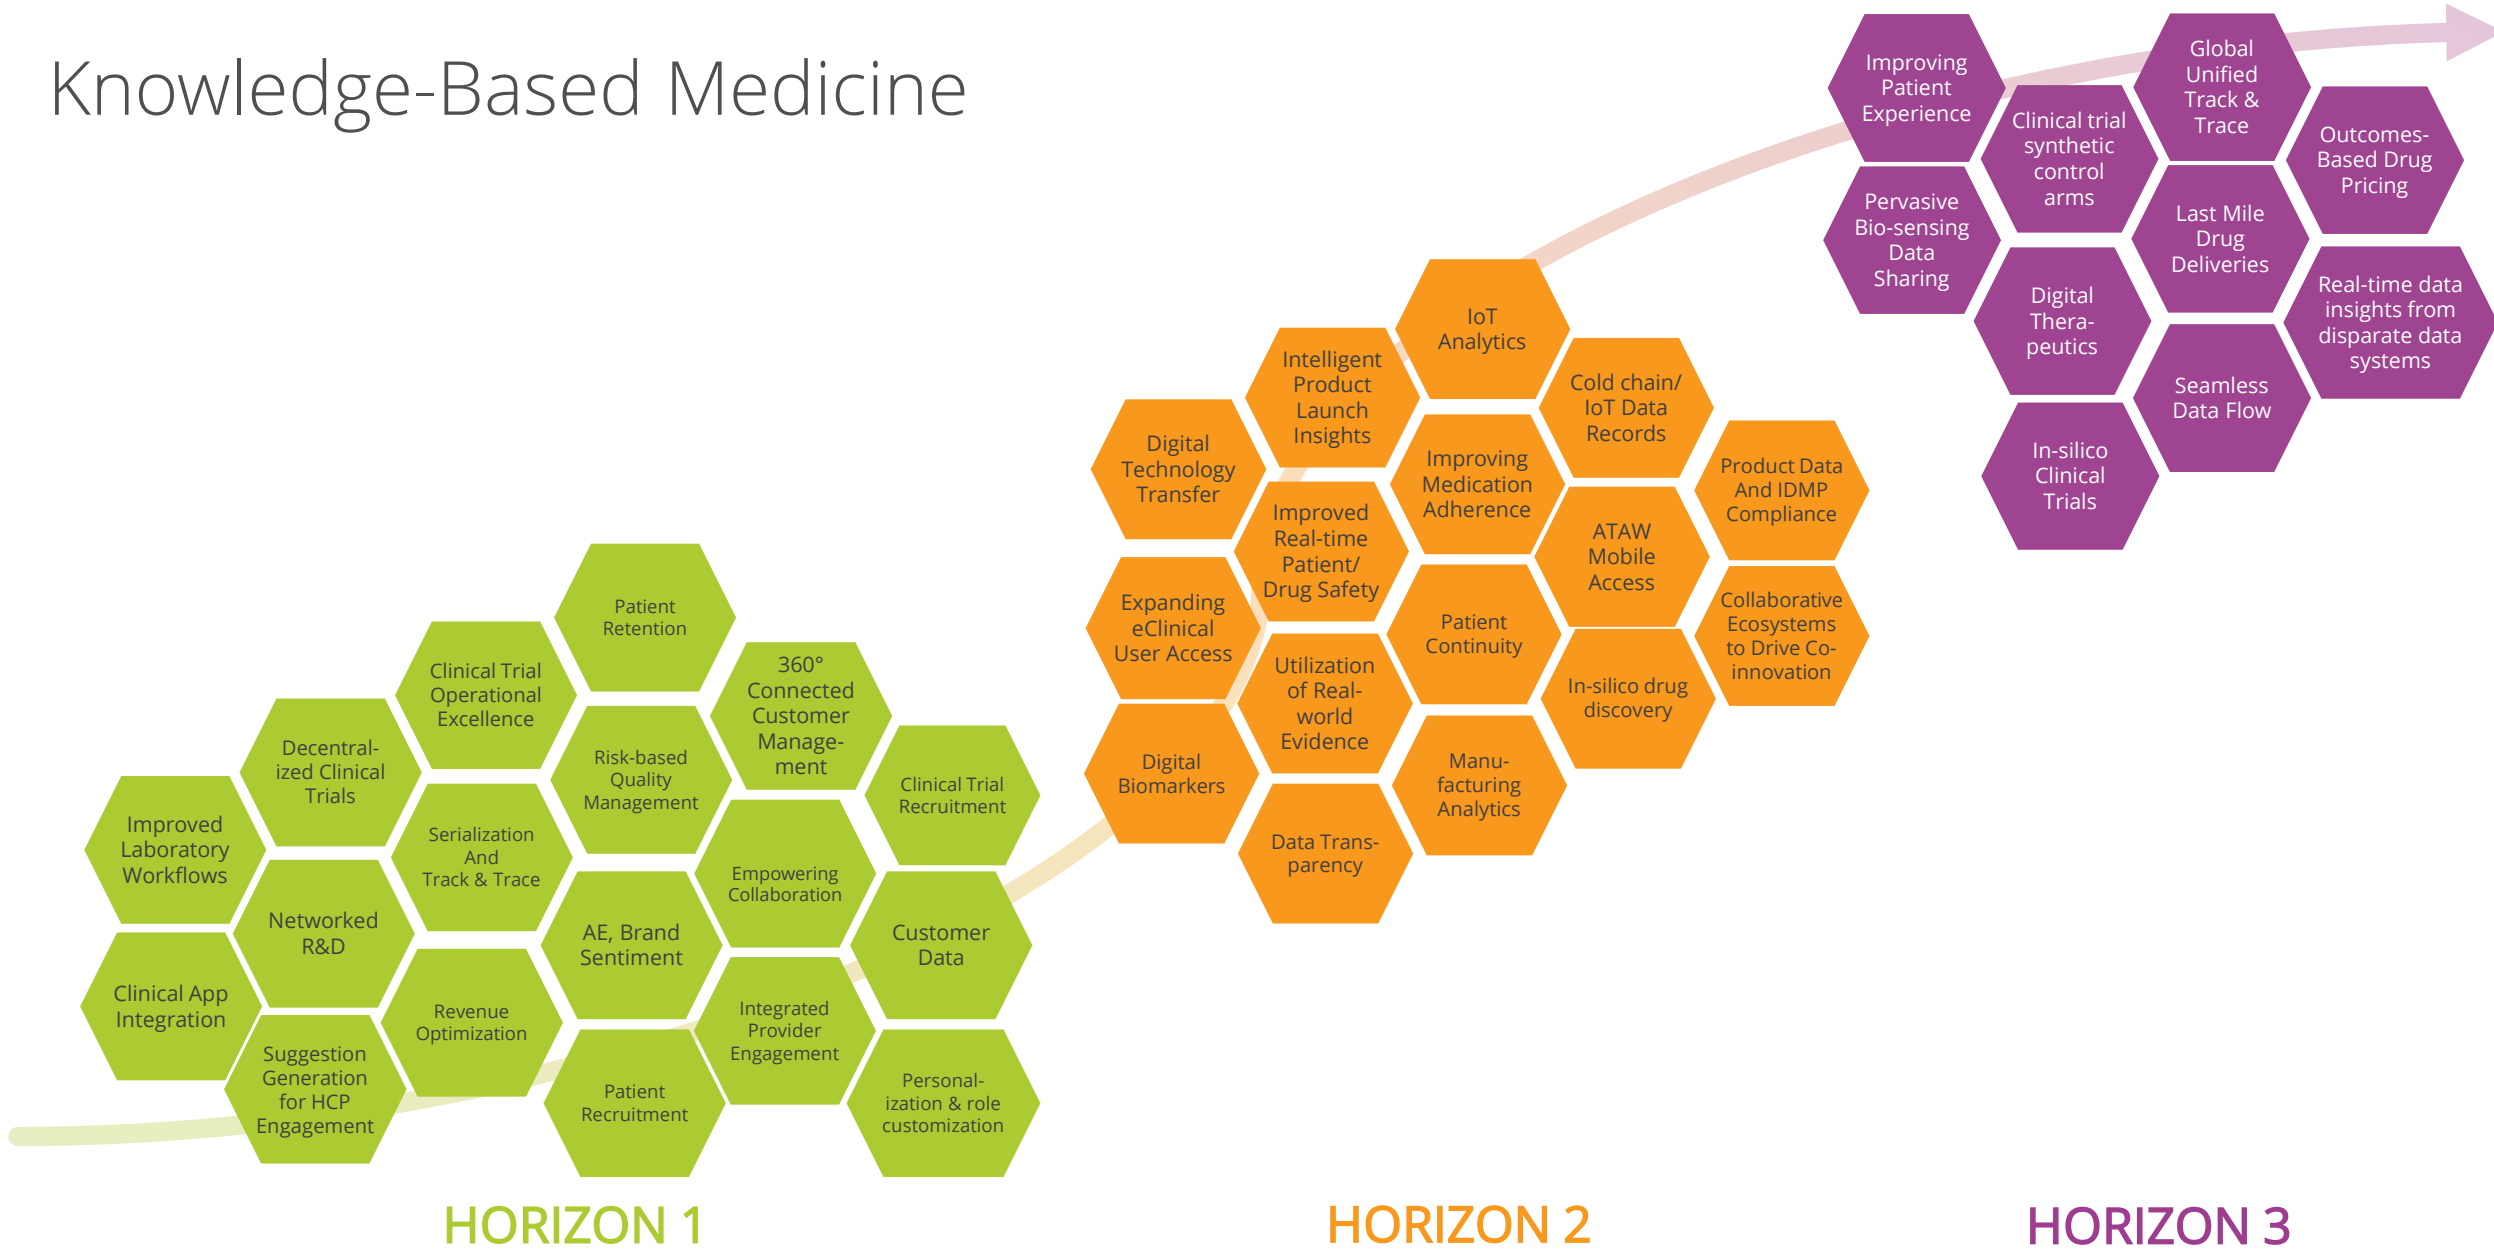 Knowledge-Based Medicine
Patient
Retention
Clinical Trial
Operational
Excellence
360°
Connected
Customer
Manage-
ment
Decentral-
ized Clinical
Trials
Risk-based
Quality
Management
Clinical Trial
Recruitment
Improved
Laboratory
Workflows
Serialization
And
Track & Trace
Empowering
Collaboration
Networked
R&D
AE, Brand
Sentiment
Customer
Data
Clinical App
Integration
Revenue
Optimization
Integrated
Provider
Engagement
Suggestion
Generation
for HCP
Engagement
Patient
Recruitment
Personal-
ization & role
customization
HORIZON 1
IoT
Analytics
Intelligent
Product
Launch
Insights
Cold chain/
IoT Data
Records
Digital
Technology
Transfer
Improving
Medication
Adherence
Product Data
And IDMP
Compliance
Improved
Real-time
Patient/
Drug Safety
ATAW
Mobile
Access
Expanding
eClinical
User Access
Patient
Continuity
Collaborative
Ecosystems
to Drive Co-
innovation
Utilization
of Real-
world
Evidence
In-silico drug
discovery
Digital
Biomarkers
Manu-
facturing
Analytics
Data Trans-
parency
HORIZON 2
Improving
Patient
Experience
Global
Unified
Track &
Trace
Clinical trial
synthetic
control
arms
Outcomes-
Based Drug
Pricing
Pervasive
Bio-sensing
Data
Sharing
Last Mile
Drug
Deliveries
Digital
Thera-
peutics
Real-time data
insights from
disparate data
systems
Seamless
Data Flow
In-silico
Clinical
Trials
HORIZON 3